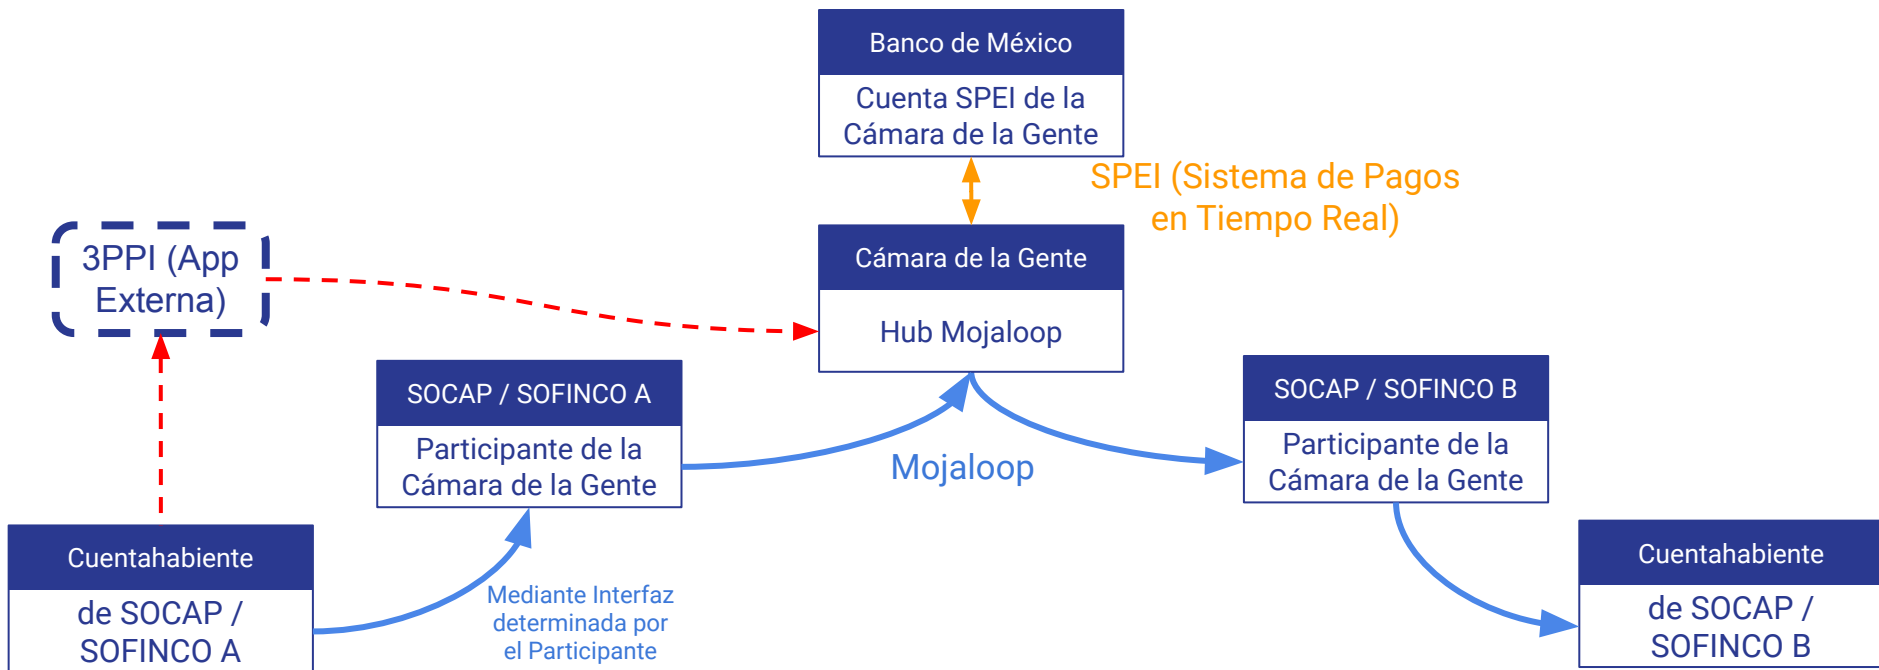 Banco de México
Cuenta SPEI de la
Cámara de la Gente
SPEI (Sistema de Pagos
en Tiempo Real)
3PPI (App
Externa)
Cámara de la Gente
Hub Mojaloop
SOCAP / SOFINCO A
Participante de la
Cámara de la Gente
Mojaloop
SOCAP / SOFINCO B
Participante de la
Cámara de la Gente
Cuentahabiente
de SOCAP /
SOFINCO A
Mediante Interfaz
determinada por
el Participante
Cuentahabiente
de SOCAP /
SOFINCO B